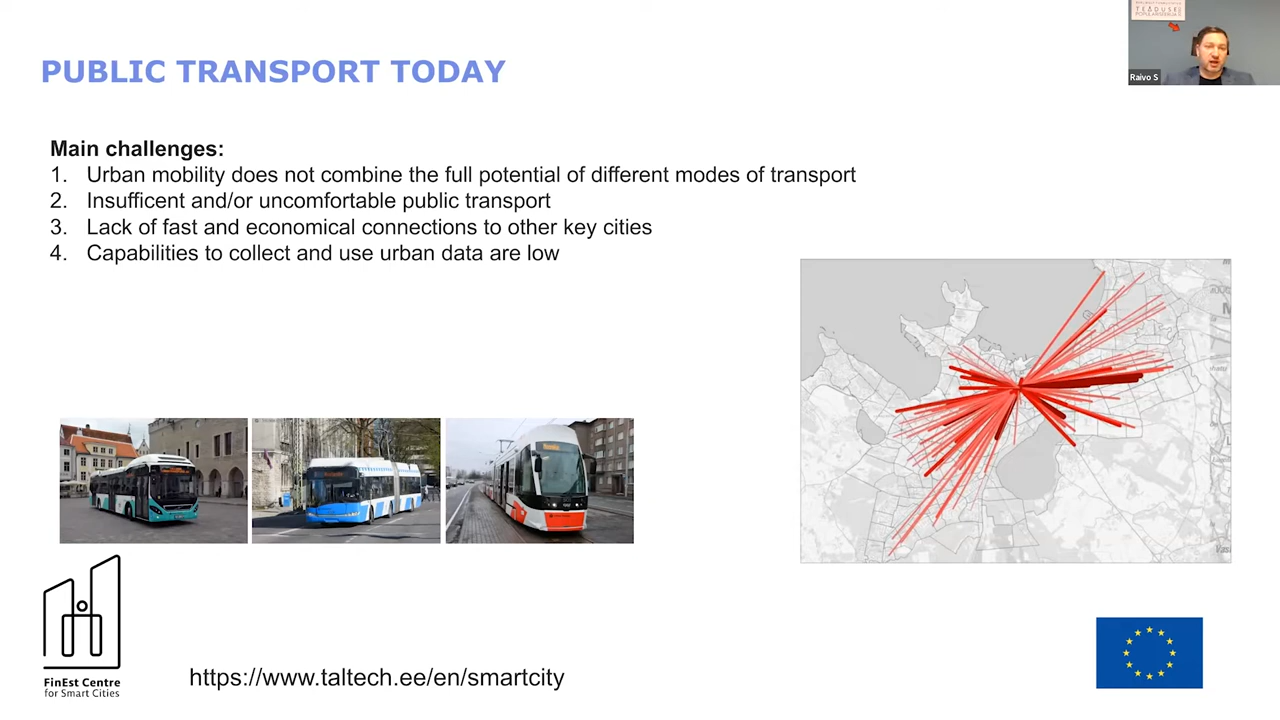 PUBLIC TRANSPORT TODAY
TEADUSE
Raivo S
Main challenges:
1. Urban mobility does not combine the full potential of different modes of transport
2. Insufficent and/or uncomfortable public transport
3. Lack of fast and economical connections to other key cities
4. Capabilities to collect and use urban data are low
FinEst Centre
for Smart Cities
https://www.taltech.ee/en/smartcity